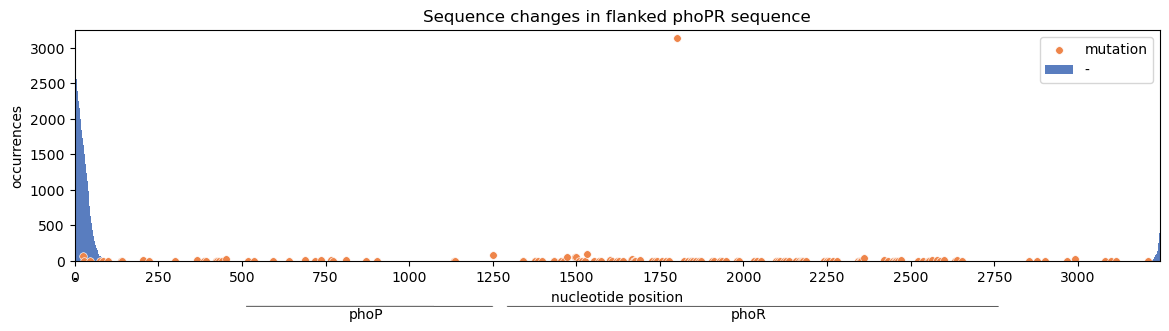 Sequence changes in flanked phoPR sequence
mutation
-
occurrences
3000
2500
2000
1500
1000
500
0
0 250 500 750 1000 1250 1500 1750 2000 2250 2500 2750 3000
nucleotide position
phoP phoR